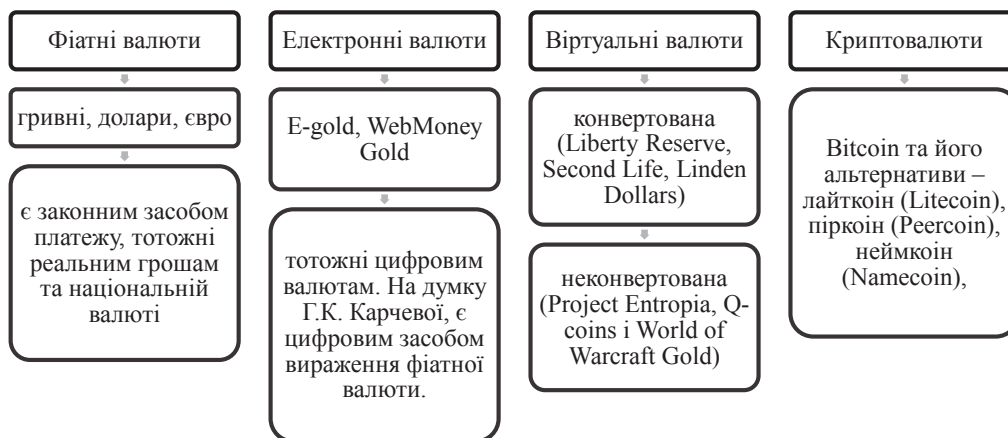 Фіатні валюти
гривні, долари, євро
є законним засобом
платежу, тотожні
реальним грошам
та національній
валюті
Електронні валюти
E-gold, WebMoney
Gold
тотожні цифровим
валютам. На думку
Г.К. Карчевої, є
цифровим засобом
вираження фіатної
валюти.
Віртуальні валюти
конвертована
(Liberty Reserve,
Second Life, Linden
Dollars)
неконвертована
(Project Entropia, Q-
coins і World of
Warcraft Gold)
Криптовалюти
Bitcoin та його
альтернативи –
лайткоін (Litecoin),
піркоін (Peercoin),
неймкоін
(Namecoin),